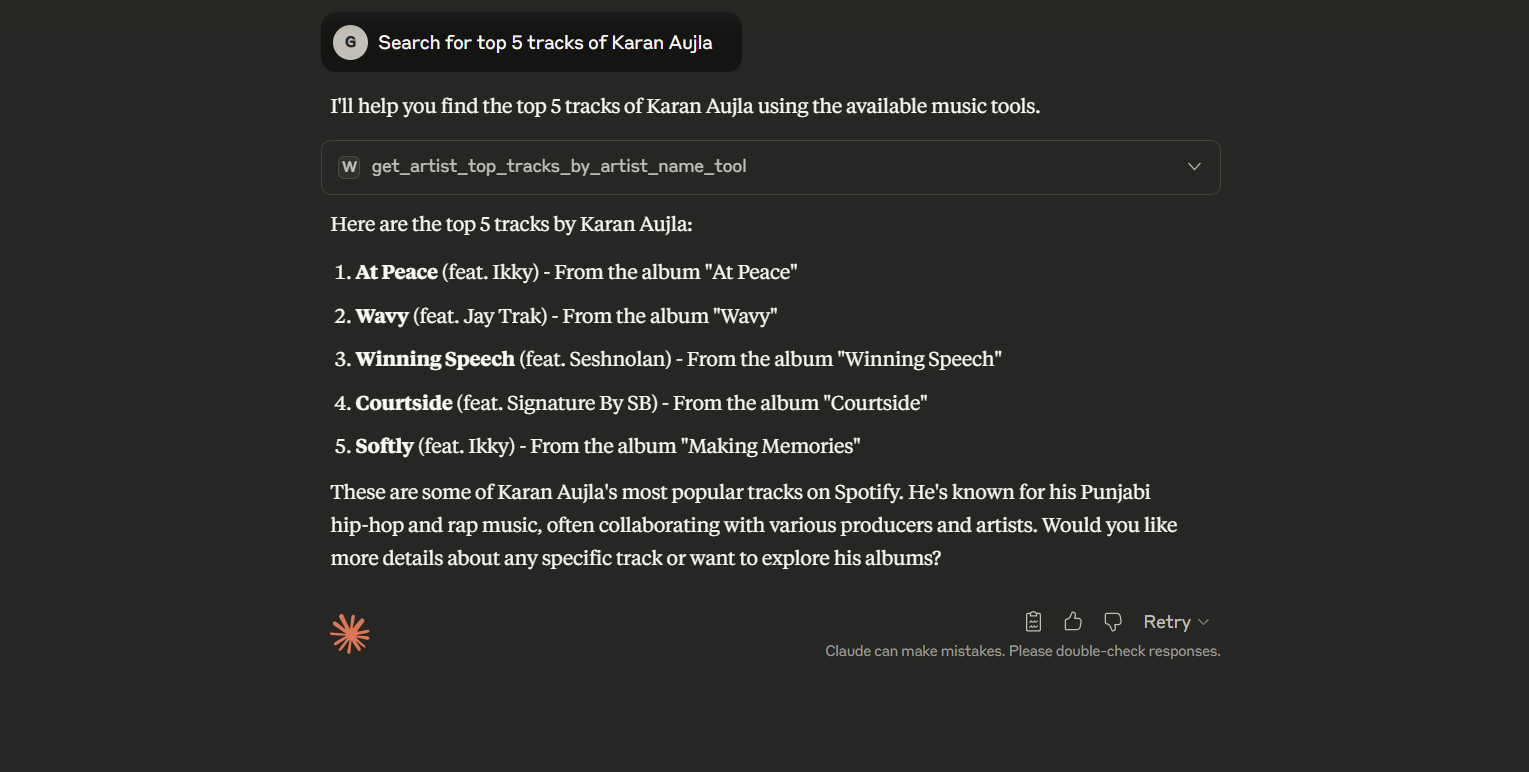 G Search for top 5 tracks of Karan Aujla
I'll help you find the top 5 tracks of Karan Aujla using the available music tools.
W get_artist_top_tracks_by_artist_name_tool
Here are the top 5 tracks by Karan Aujla:
1. At Peace (feat. Ikky) - From the album "At Peace"
2. Wavy (feat. Jay Trak) - From the album "Wavy"
3. Winning Speech (feat. Seshnolan) - From the album "Winning Speech"
4. Courtside (feat. Signature By SB) - From the album "Courtside"
5. Softly (feat. Ikky) - From the album "Making Memories"
These are some of Karan Aujla's most popular tracks on Spotify. He's known for his Punjabi
hip-hop and rap music, often collaborating with various producers and artists. Would you like
more details about any specific track or want to explore his albums?
Retry
Claude can make mistakes. Please double-check responses.